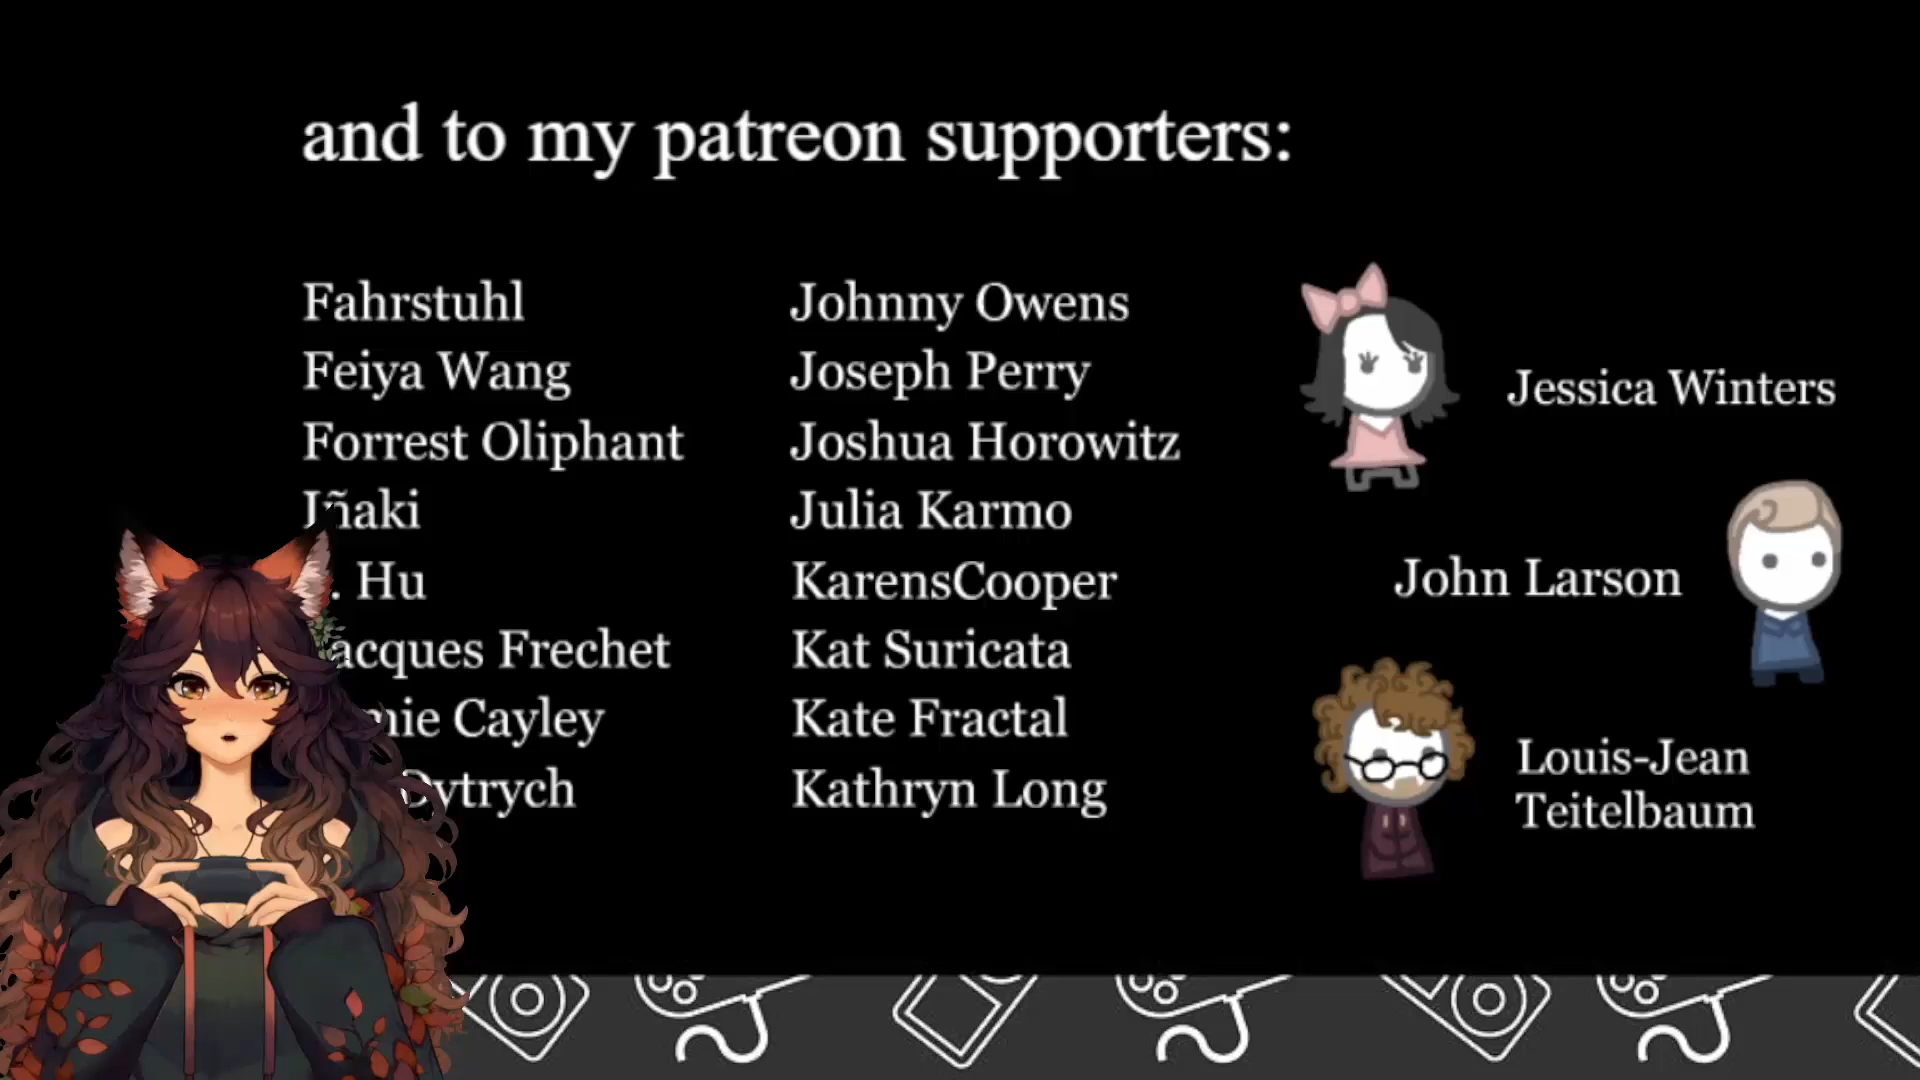 and to my patreon supporters:
Fahrstuhl
Feiya Wang
Forrest Oliphant
Iñaki
Hu
Frechet
Cayley
Johnny Owens
Joseph Perry
Joshua Horowitz
Julia Karmo
KarensCooper
Kat Suricata
Kate Fractal
Kathryn Long
Jessica Winters
John Larson
Louis-Jean
Teitelbaum